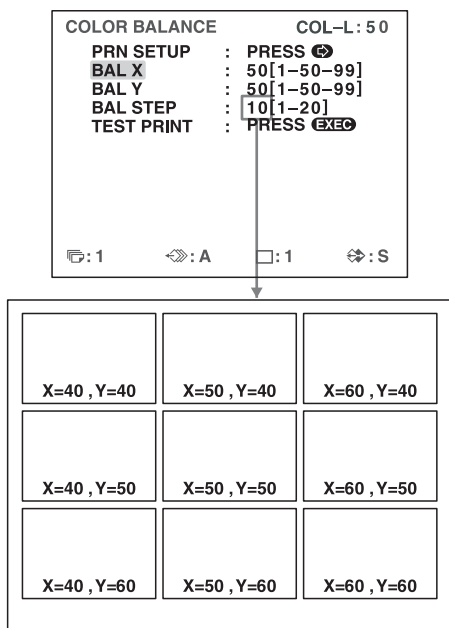 COLOR BALANCE COL–L:50
PRN SETUP : PRESS
BAL X : 50[1–50–99]
BAL Y : 50[1–50–99]
BAL STEP : 10[1–20]
TEST PRINT : PRESS EXEC
:1 :A :1 :S
X=40 ,Y=40 X=50 ,Y=40 X=60 ,Y=40
X=40 ,Y=50 X=50 ,Y=50 X=60 ,Y=50
X=40 ,Y=60 X=50 ,Y=60 X=60 ,Y=60